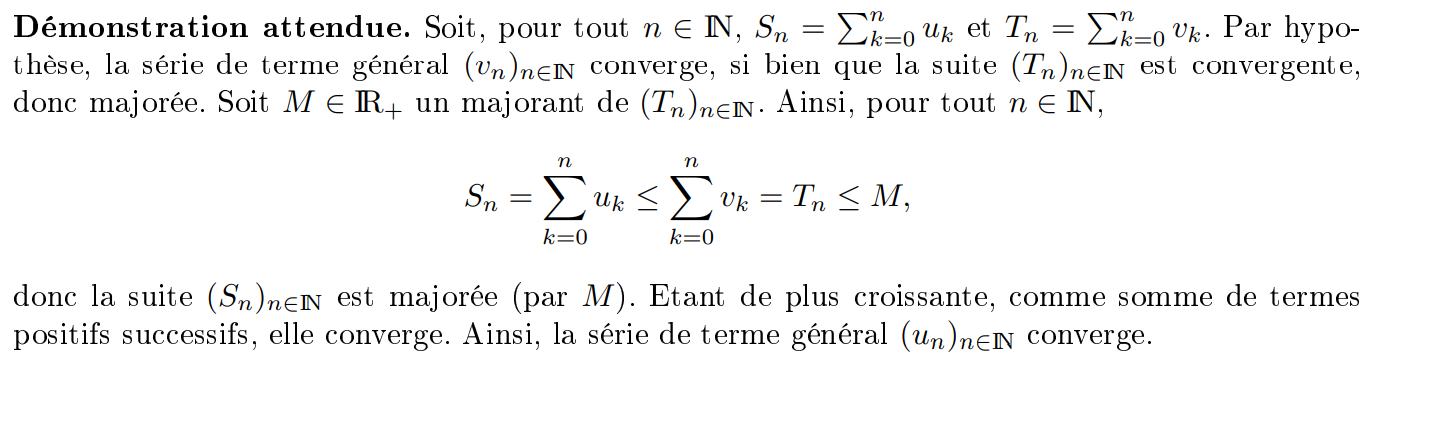 Démonstration attendue. Soit, pour tout $n \in \mathbb{N}$, $S_n = \sum_{k=0}^{n} u_k$ et $T_n = \sum_{k=0}^{n} v_k$. Par hypo-
thèse, la série de terme général $(v_n)_{n\in\mathbb{N}}$ converge, si bien que la suite $(T_n)_{n\in\mathbb{N}}$ est convergente,
donc majorée. Soit $M \in \mathbb{R}_+$ un majorant de $(T_n)_{n\in\mathbb{N}}$. Ainsi, pour tout $n \in \mathbb{N}$,
$S_n = \sum_{k=0}^{n} u_k \leq \sum_{k=0}^{n} v_k = T_n \leq M,$
donc la suite $(S_n)_{n\in\mathbb{N}}$ est majorée (par $M$). Etant de plus croissante, comme somme de termes
positifs successifs, elle converge. Ainsi, la série de terme général $(u_n)_{n\in\mathbb{N}}$ converge.